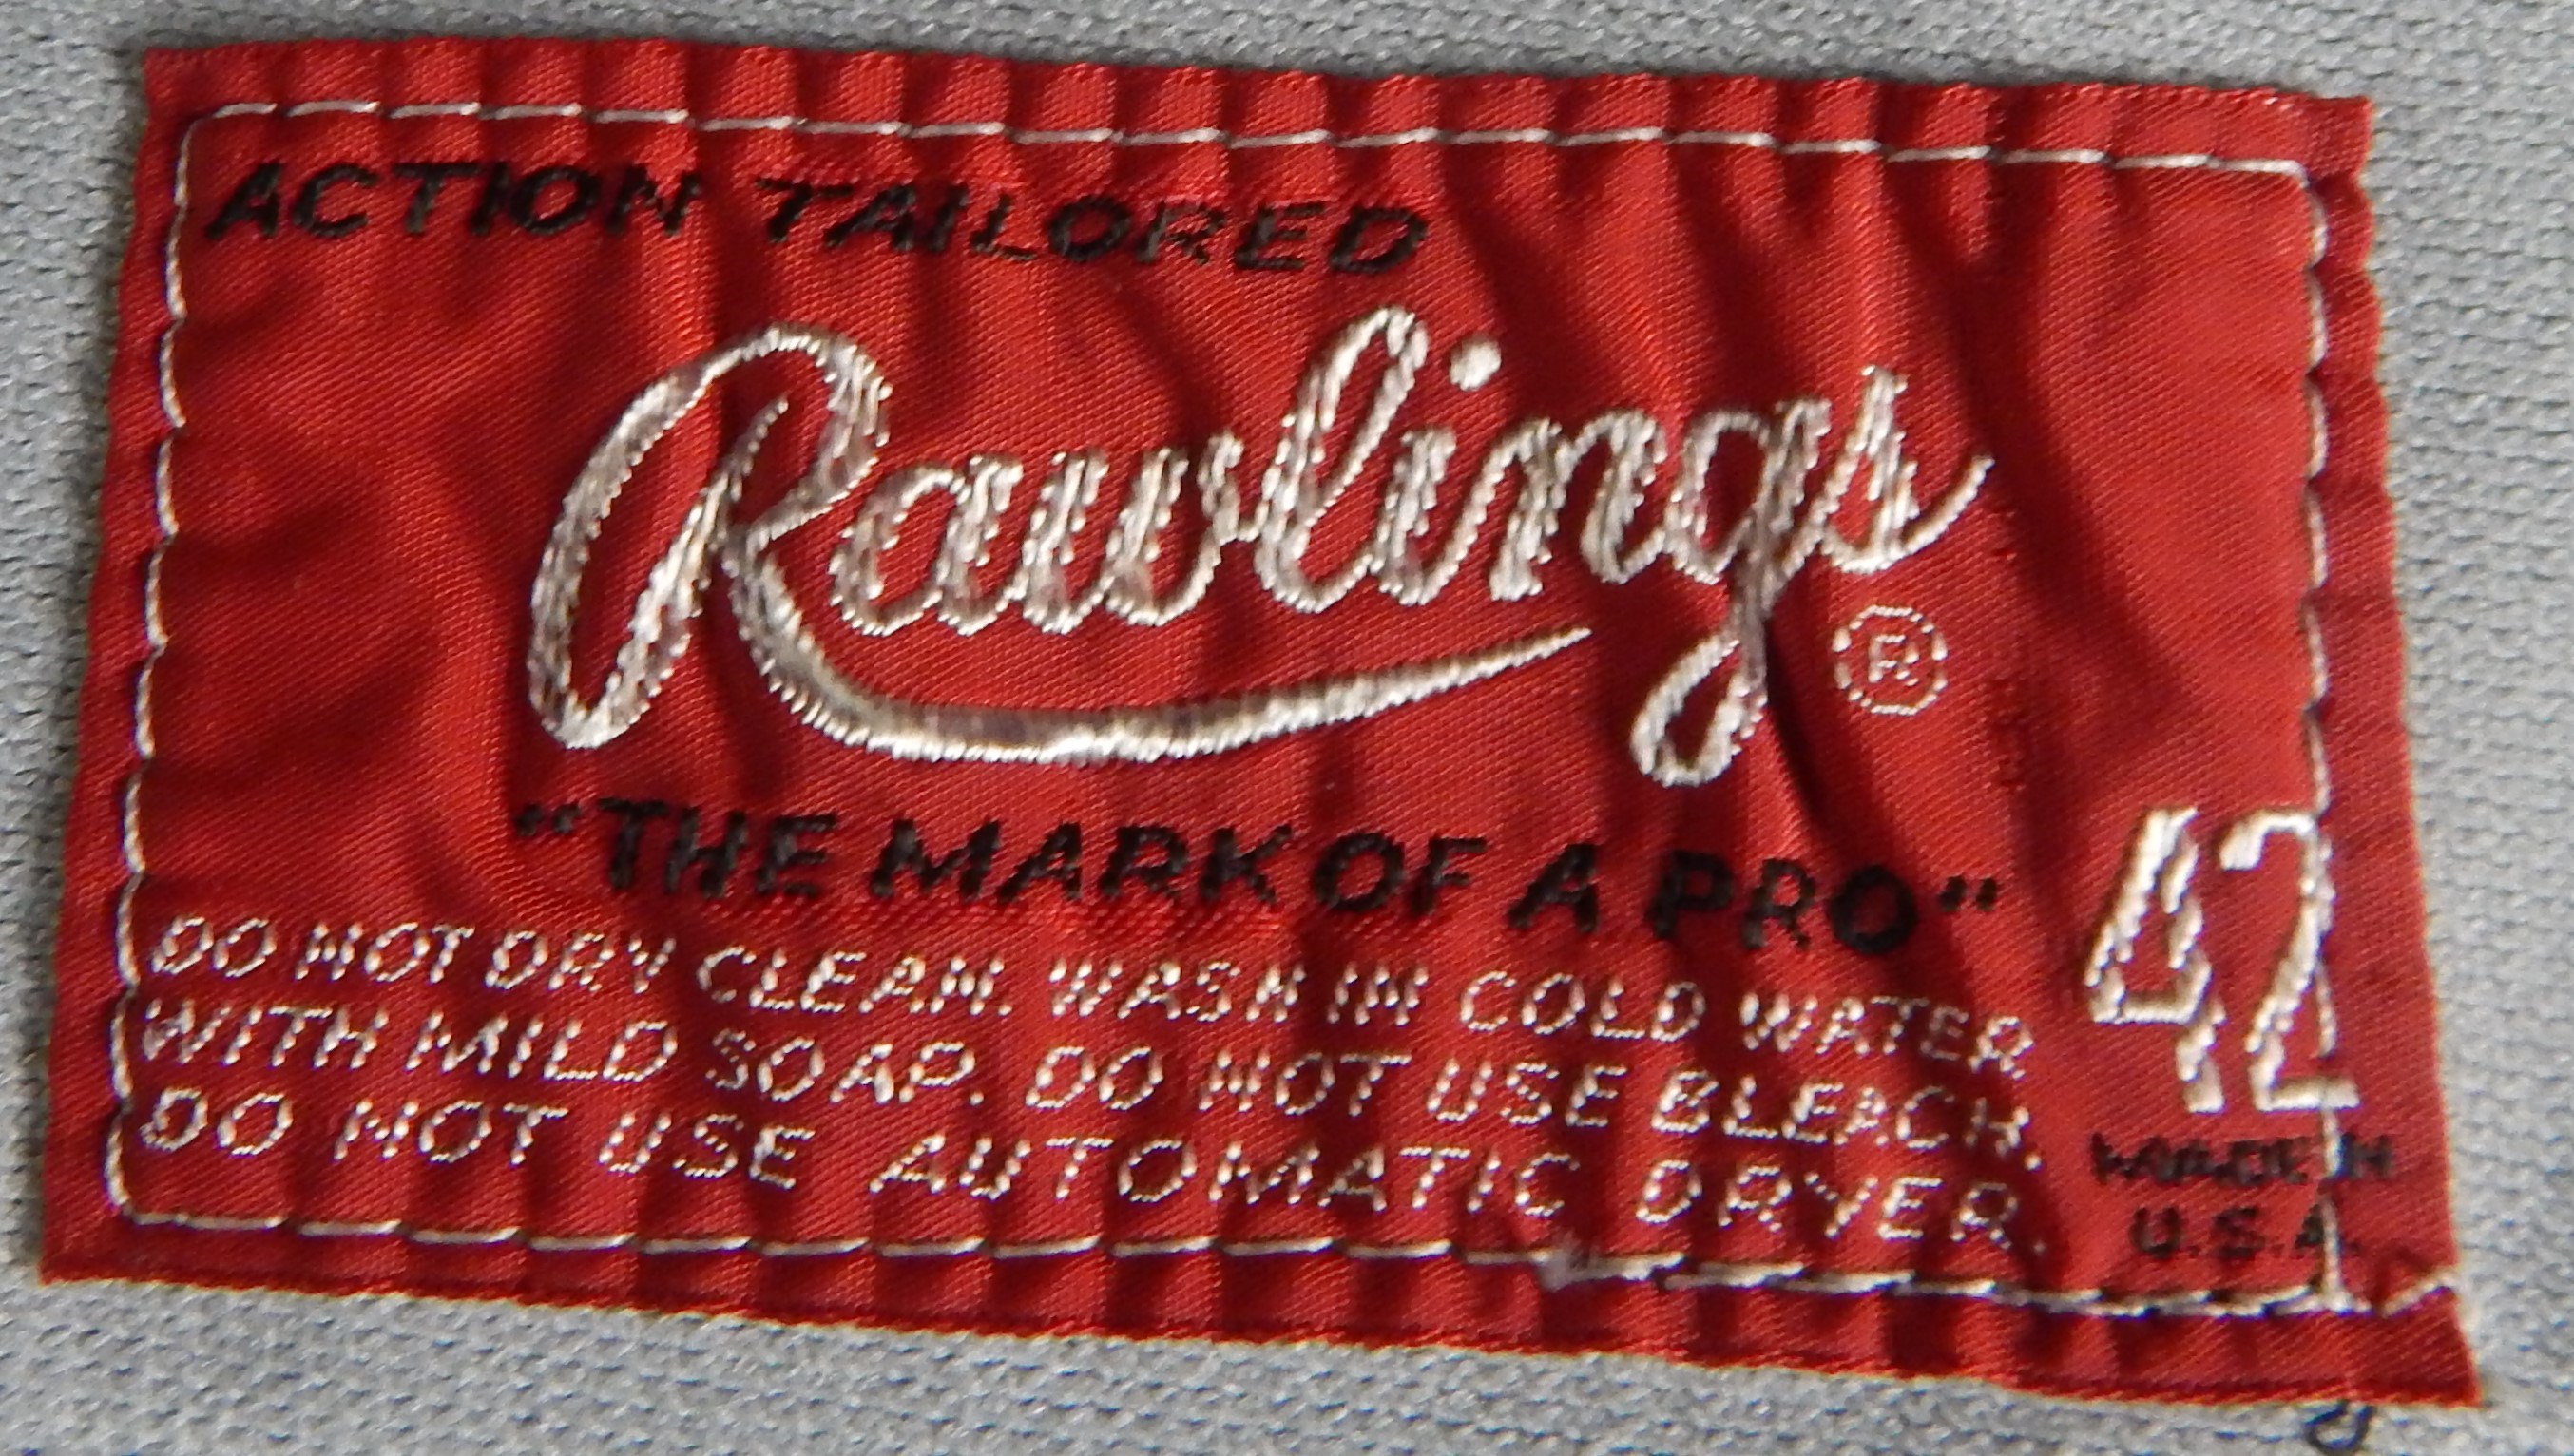 ACTION TAILORED
Rawlings ®
"THE MARK OF A PRO"
42
DO NOT DRY CLEAN. WASH IN COLD WATER
WITH MILD SOAP. DO NOT USE BLEACH.
DO NOT USE AUTOMATIC DRYER.
MADE IN
U.S.A.